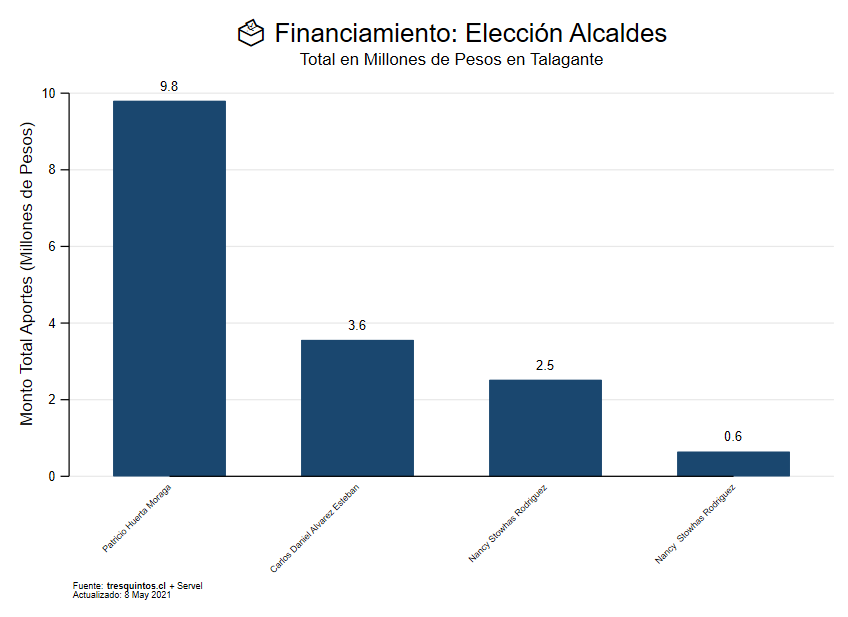 Financiamiento: Elección Alcaldes
Total en Millones de Pesos en Talagante
Monto Total Aportes (Millones de Pesos)
10
8
6
4
2
0
9.8
3.6
2.5
0.6
Patricio Huerta Moraga
Carlos Daniel Alvarez Esteban
Nancy Stowhas Rodriguez
Nancy  Stowhas Rodriguez
Fuente: tresquintos.cl + Servel
Actualizado: 8 May 2021